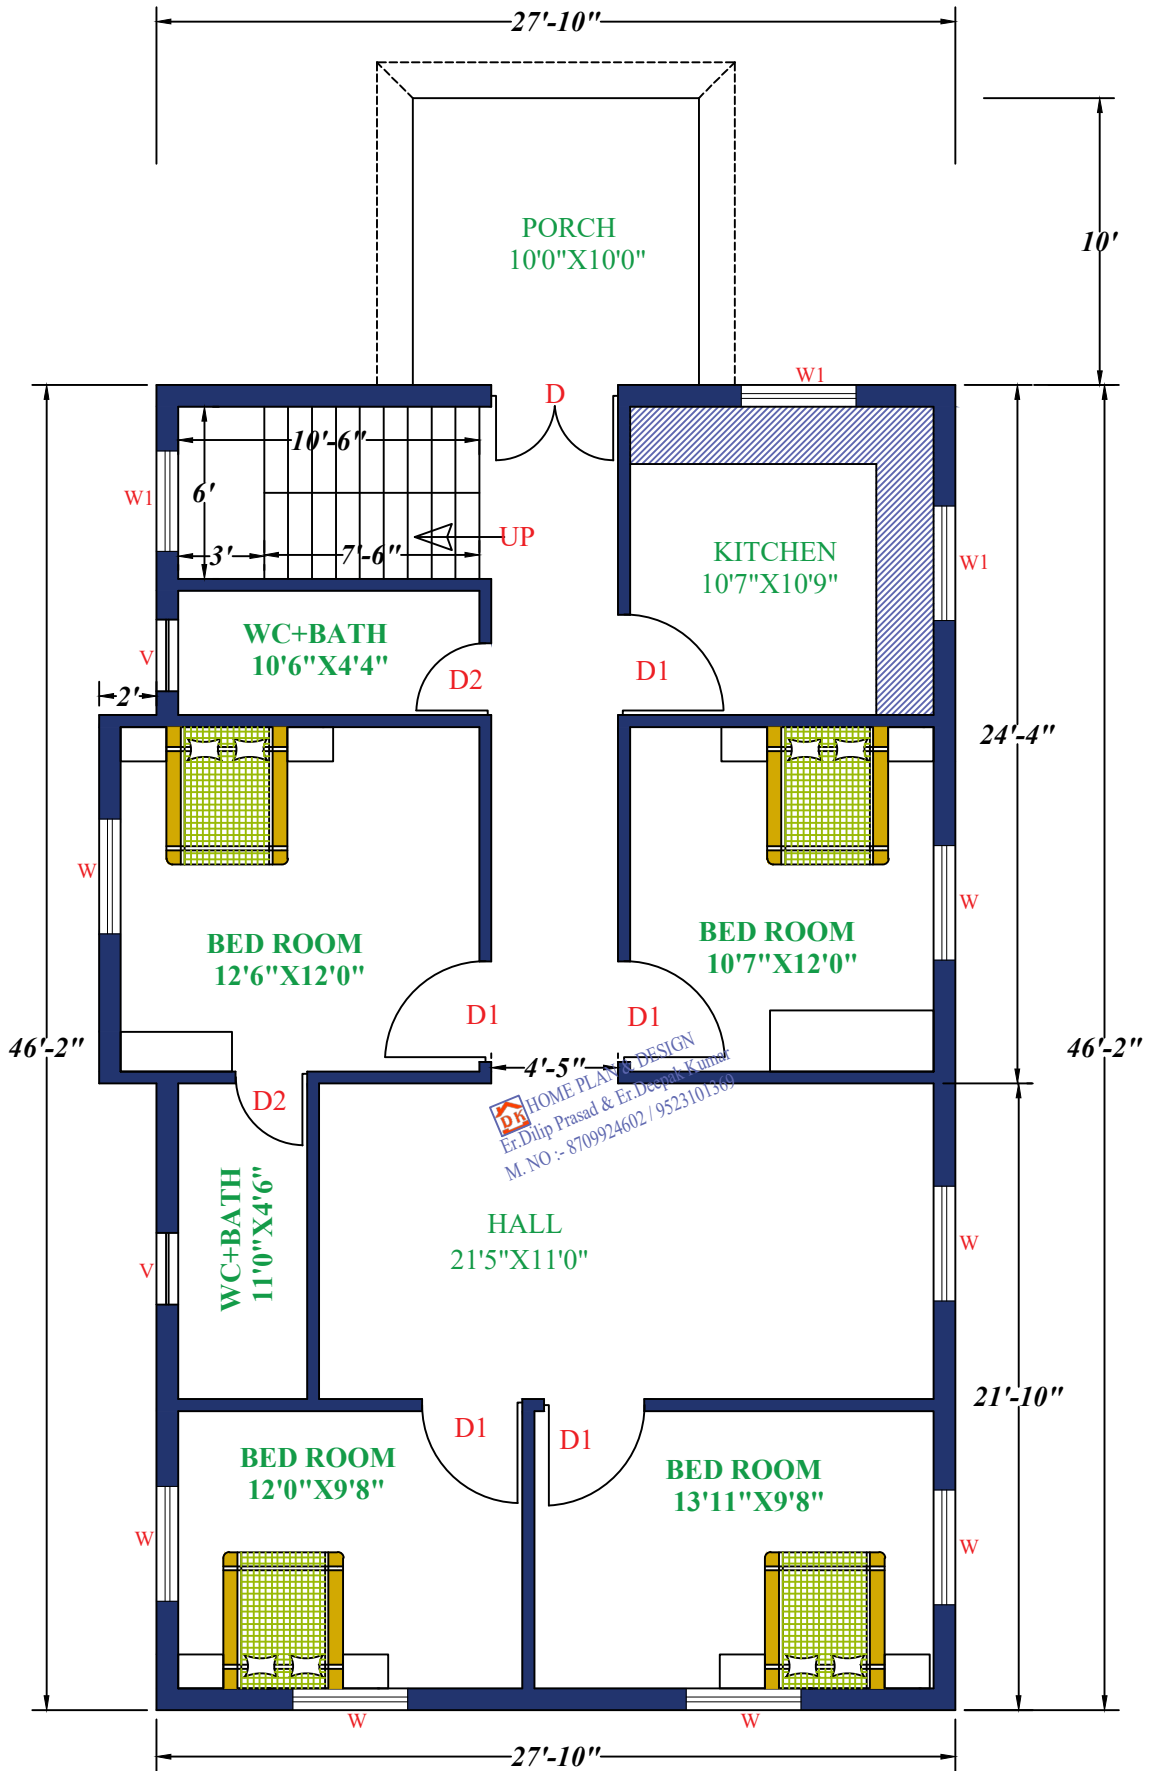 27'-10"
PORCH
10'0"X10'0"
10'
W1
D
10'-6"
W1
6'
UP
3'
7'-6"
KITCHEN
10'7"X10'9"
W1
WC+BATH
10'6"X4'4"
V
D2
D1
2'
24'-4"
W
BED ROOM
12'6"X12'0"
BED ROOM
10'7"X12'0"
W
D1
D1
46'-2"
46'-2"
4'-5"
HOME PLAN & DESIGN
DK
Er.Dilip Prasad & Er.Deepak Kumar
M. NO :- 8709924602 / 9523101369
D2
WC+BATH
11'0"X4'6"
HALL
21'5"X11'0"
W
V
21'-10"
D1
D1
BED ROOM
12'0"X9'8"
BED ROOM
13'11"X9'8"
W
W
W
W
27'-10"